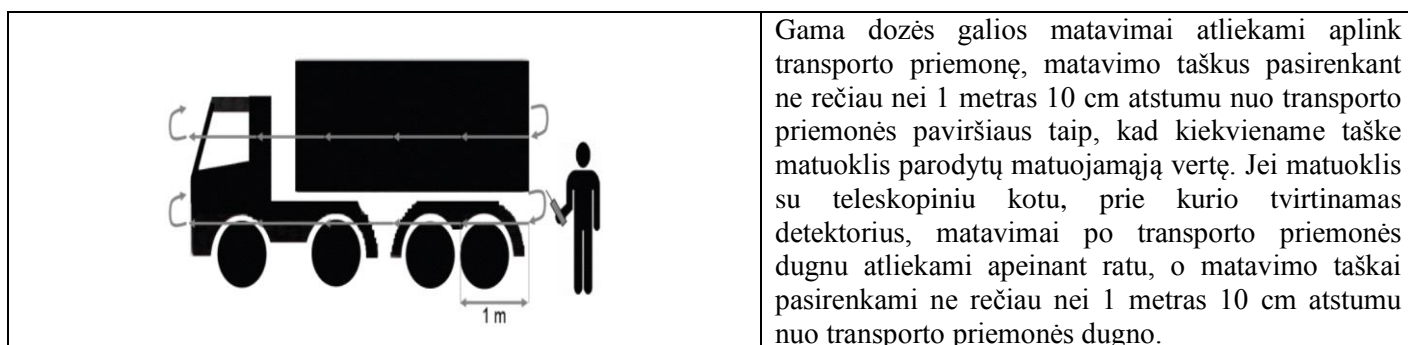 1 m
Gama dozės galios matavimai atliekami aplink
transporto priemonę, matavimo taškus pasirenkant
ne rečiau nei 1 metras 10 cm atstumu nuo transporto
priemonės paviršiaus taip, kad kiekviename taške
matuoklis parodytų matuojamąją vertę. Jei matuoklis
su teleskopiniu kotu, prie kurio tvirtinamas
detektorius, matavimai po transporto priemonės
dugnu atliekami apeinant ratu, o matavimo taškai
pasirenkami ne rečiau nei 1 metras 10 cm atstumu
nuo transporto priemonės dugno.